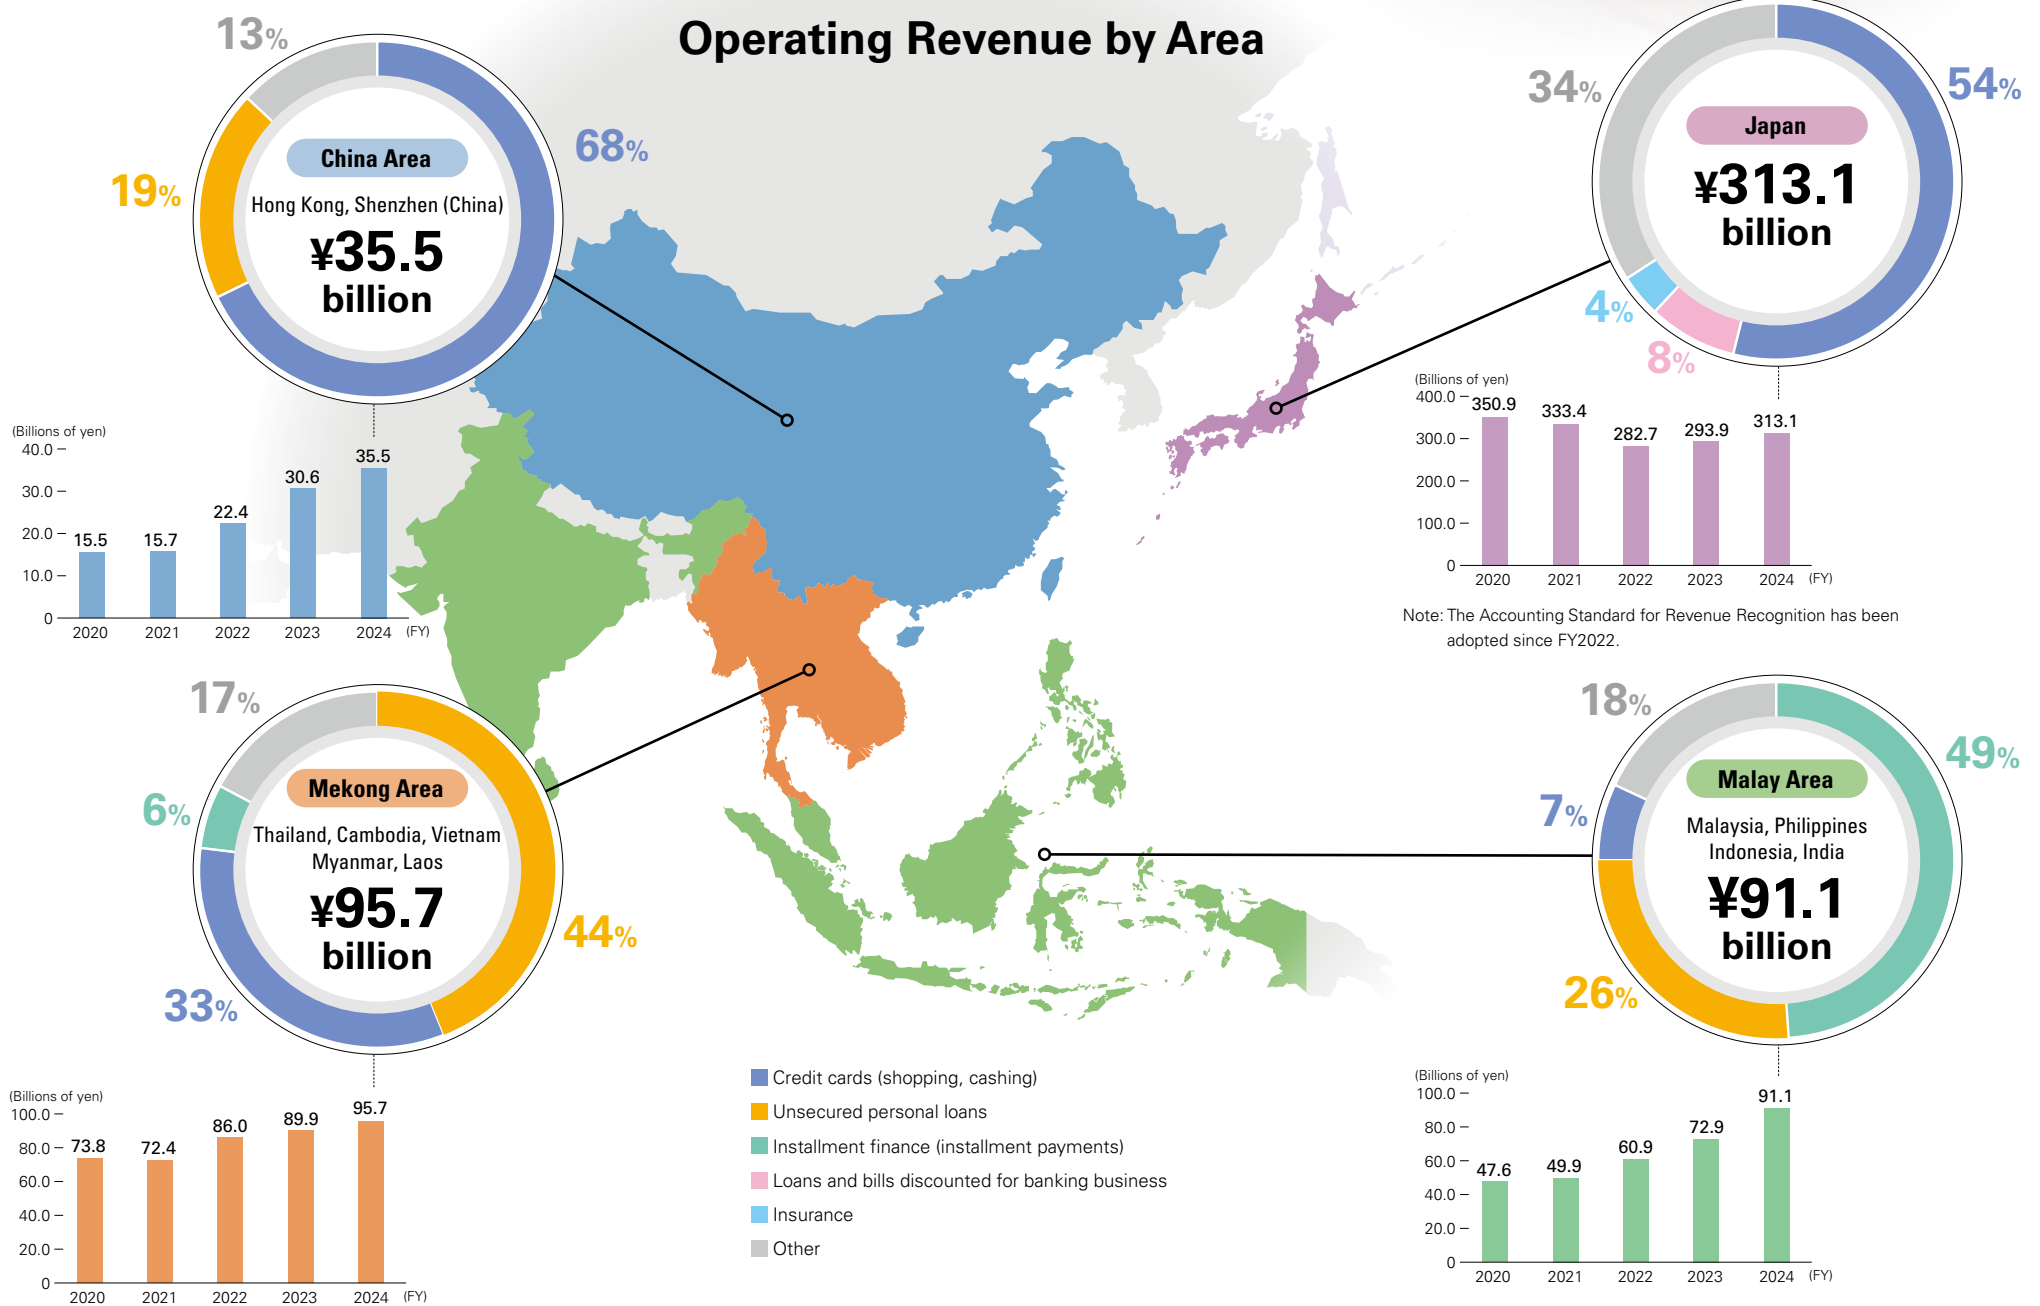 Operating Revenue by Area
13%
68%
19%
China Area
Hong Kong, Shenzhen (China)
¥35.5
billion
(Billions of yen)
40.0
30.0
20.0
10.0
0
15.5
15.7
22.4
30.6
35.5
2020
2021
2022
2023
2024
(FY)
34%
54%
4%
8%
Japan
¥313.1
billion
(Billions of yen)
400.0
300.0
200.0
100.0
0
350.9
333.4
282.7
293.9
313.1
2020
2021
2022
2023
2024
(FY)
Note: The Accounting Standard for Revenue Recognition has been
adopted since FY2022.
17%
6%
33%
44%
Mekong Area
Thailand, Cambodia, Vietnam
Myanmar, Laos
¥95.7
billion
(Billions of yen)
100.0
80.0
60.0
40.0
20.0
0
73.8
72.4
86.0
89.9
95.7
2020
2021
2022
2023
2024
(FY)
Credit cards (shopping, cashing)
Unsecured personal loans
Installment finance (installment payments)
Loans and bills discounted for banking business
Insurance
Other
18%
49%
7%
26%
Malay Area
Malaysia, Philippines
Indonesia, India
¥91.1
billion
(Billions of yen)
100.0
80.0
60.0
40.0
20.0
0
47.6
49.9
60.9
72.9
91.1
2020
2021
2022
2023
2024
(FY)